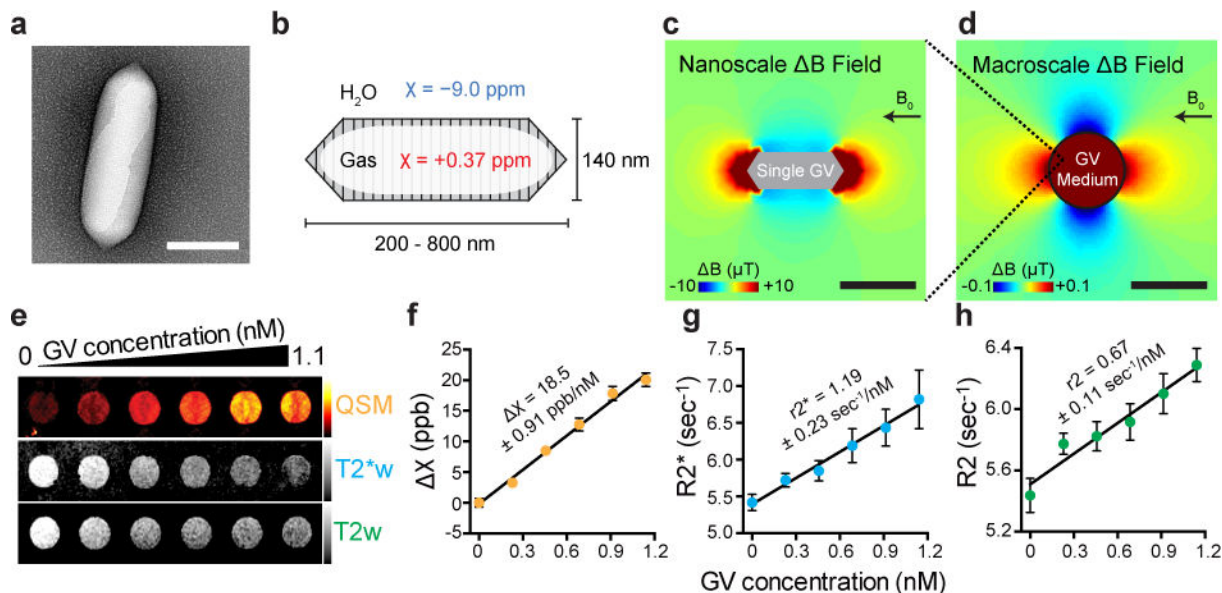 a
b
H₂O
χ = −9.0 ppm
Gas
χ = +0.37 ppm
140 nm
200 - 800 nm
c
Nanoscale ΔB Field
B₀
Single GV
ΔB (μT)
-10
+10
d
Macroscale ΔB Field
B₀
GV
Medium
ΔB (μT)
-0.1
+0.1
e
GV concentration (nM)
0
1.1
QSM
T2*w
T2w
f
ΔX (ppb)
25
20
15
10
5
0
-5
ΔX = 18.5
± 0.91 ppb/nM
0
0.3
0.6
0.9
1.2
g
R2* (sec⁻¹)
7.5
7.0
6.5
6.0
5.5
5.0
r2* = 1.19
± 0.23 sec⁻¹/nM
0
0.3
0.6
0.9
1.2
GV concentration (nM)
h
R2 (sec⁻¹)
6.4
6.0
5.6
5.2
r2 = 0.67
± 0.11 sec⁻¹/nM
0
0.3
0.6
0.9
1.2